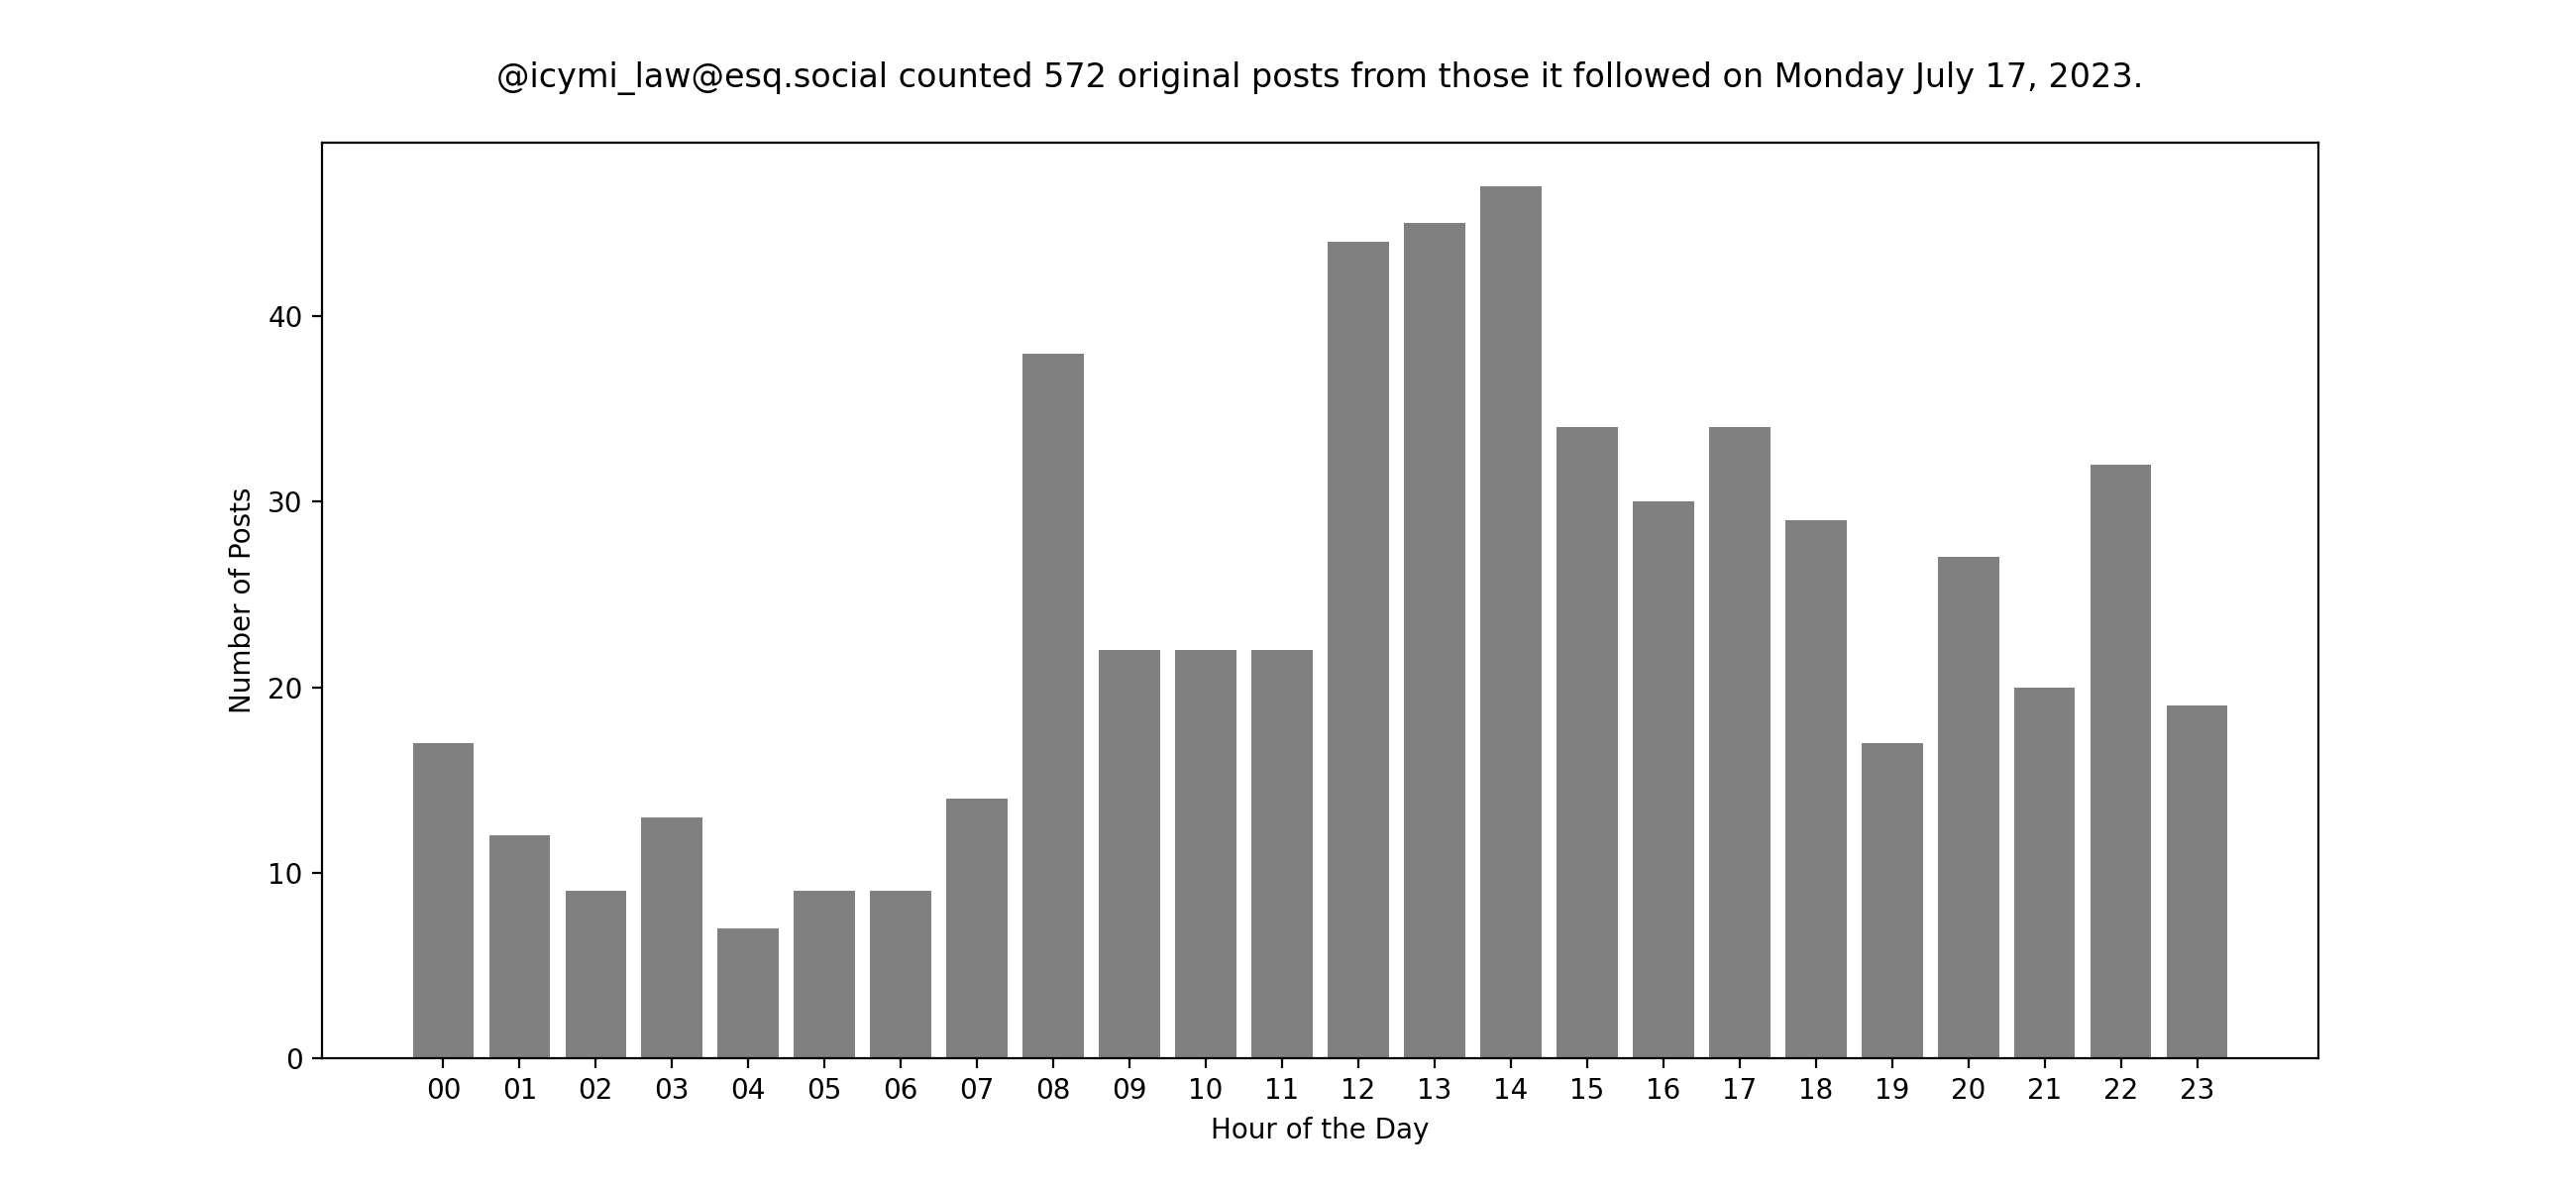 @icymi_law@esq.social counted 572 original posts from those it followed on Monday July 17, 2023.
Number of Posts
40
30
20
10
0
00 01 02 03 04 05 06 07 08 09 10 11 12 13 14 15 16 17 18 19 20 21 22 23
Hour of the Day